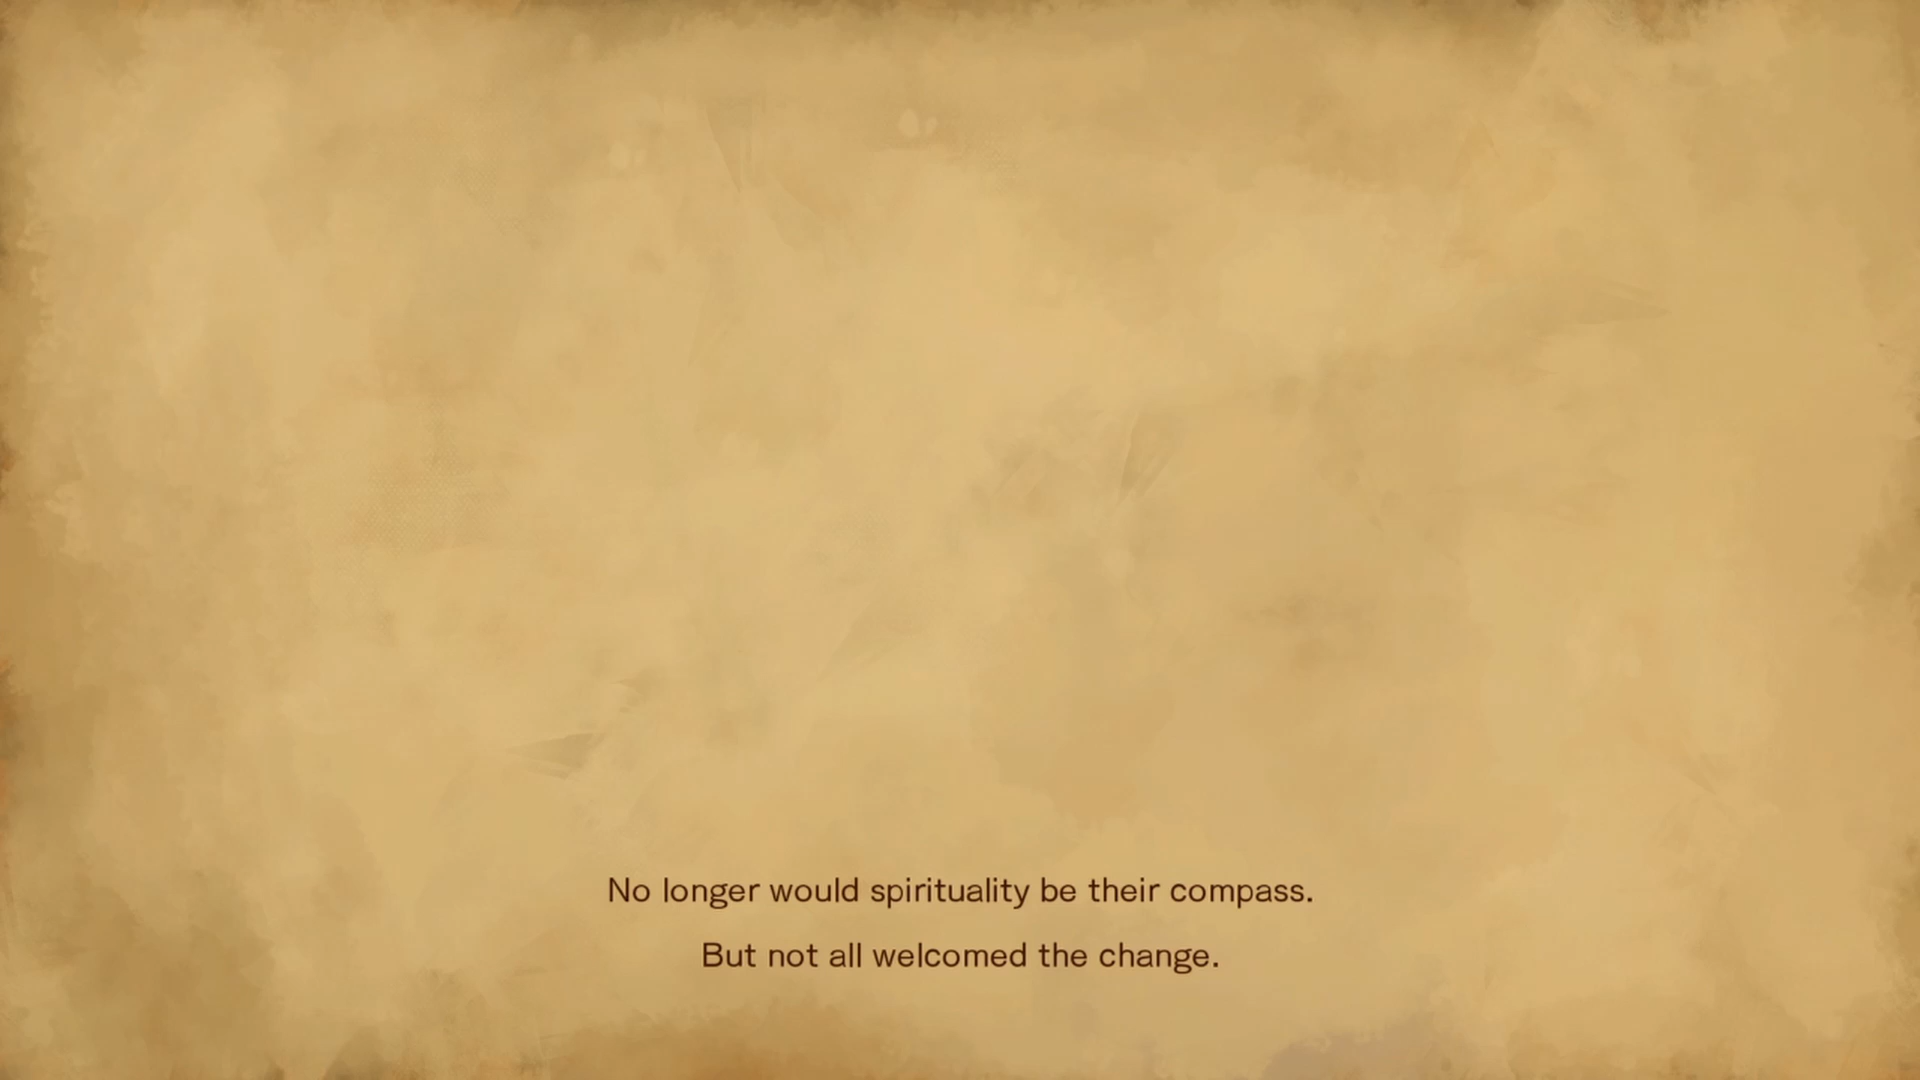 No longer would spirituality be their compass.
But not all welcomed the change.